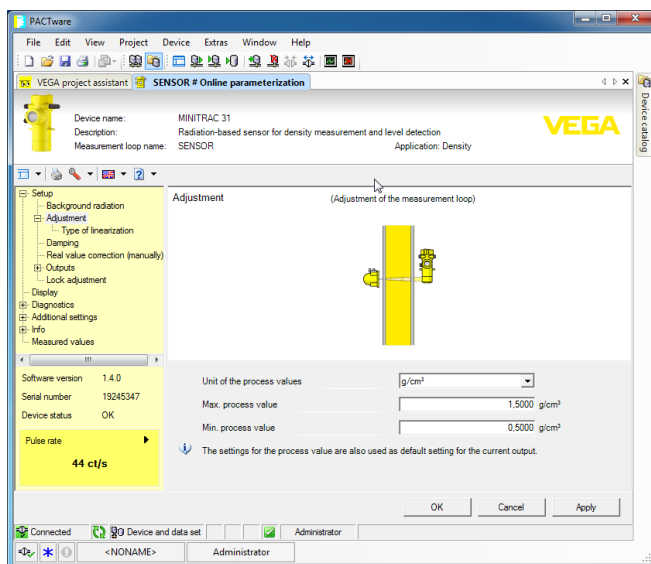 PACTware
File Edit View Project Device Extras Window Help
VEGA project assistant SENSOR # Online parameterization
Device name: MINITRAC 31
Description: Radiation-based sensor for density measurement and level detection
Measurement loop name: SENSOR Application: Density
VEGA
Device catalog
Setup
Background radiation
Adjustment
Type of linearization
Damping
Real value correction (manually)
Outputs
Lock adjustment
Display
Diagnostics
Additional settings
Info
Measured values
Software version 1.4.0
Serial number 19245347
Device status OK
Pulse rate
44 ct/s
Adjustment (Adjustment of the measurement loop)
Unit of the process values g/cm³
Max. process value 1,5000 g/cm³
Min. process value 0,5000 g/cm³
The settings for the process value are also used as default setting for the current output.
OK Cancel Apply
Connected Device and data set Administrator
<NONAME> Administrator